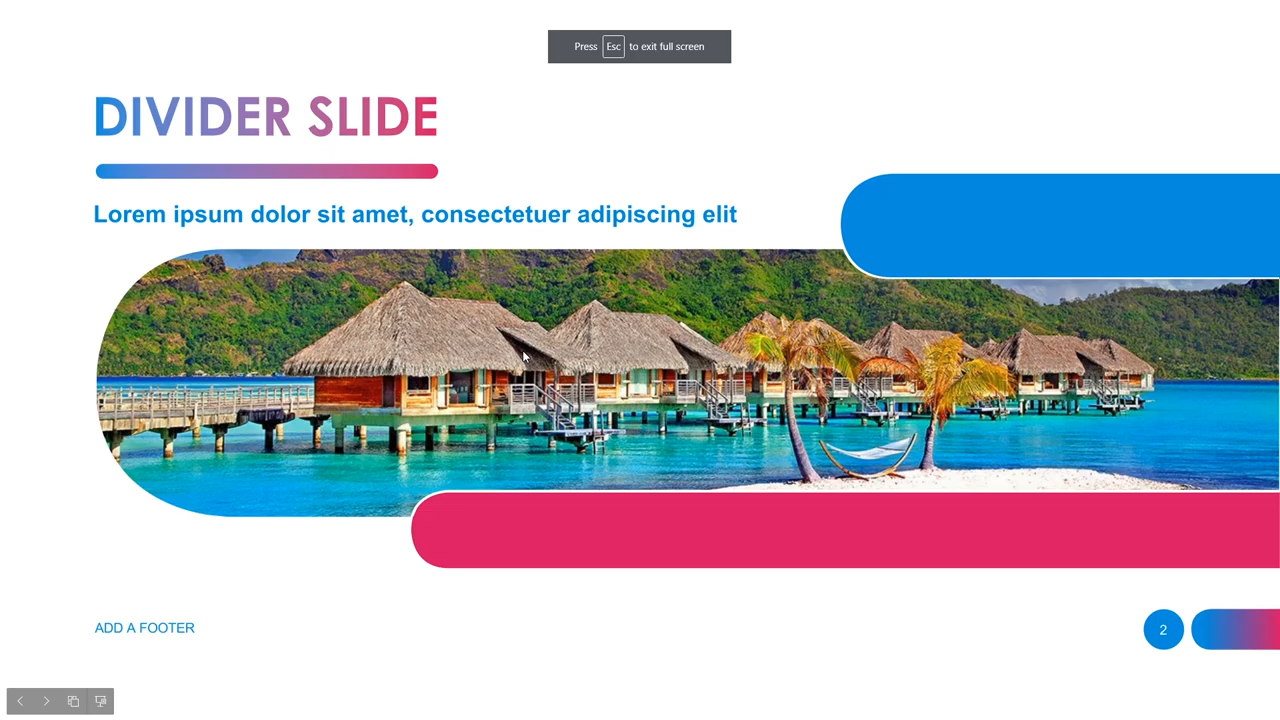 Press Esc to exit full screen
DIVIDER SLIDE
Lorem ipsum dolor sit amet, consectetuer adipiscing elit
ADD A FOOTER
2